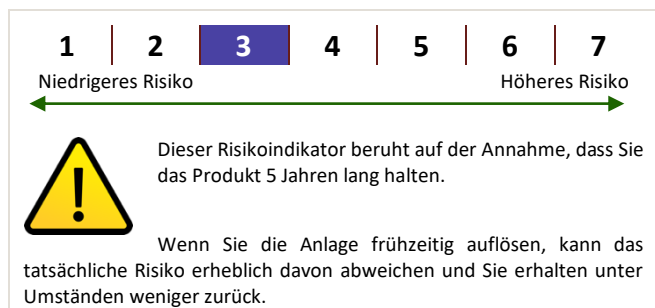 1 2 3 4 5 6 7
Niedrigeres Risiko Höheres Risiko
Dieser Risikoindikator beruht auf der Annahme, dass Sie
das Produkt 5 Jahren lang halten.
Wenn Sie die Anlage frühzeitig auflösen, kann das
tatsächliche Risiko erheblich davon abweichen und Sie erhalten unter
Umständen weniger zurück.